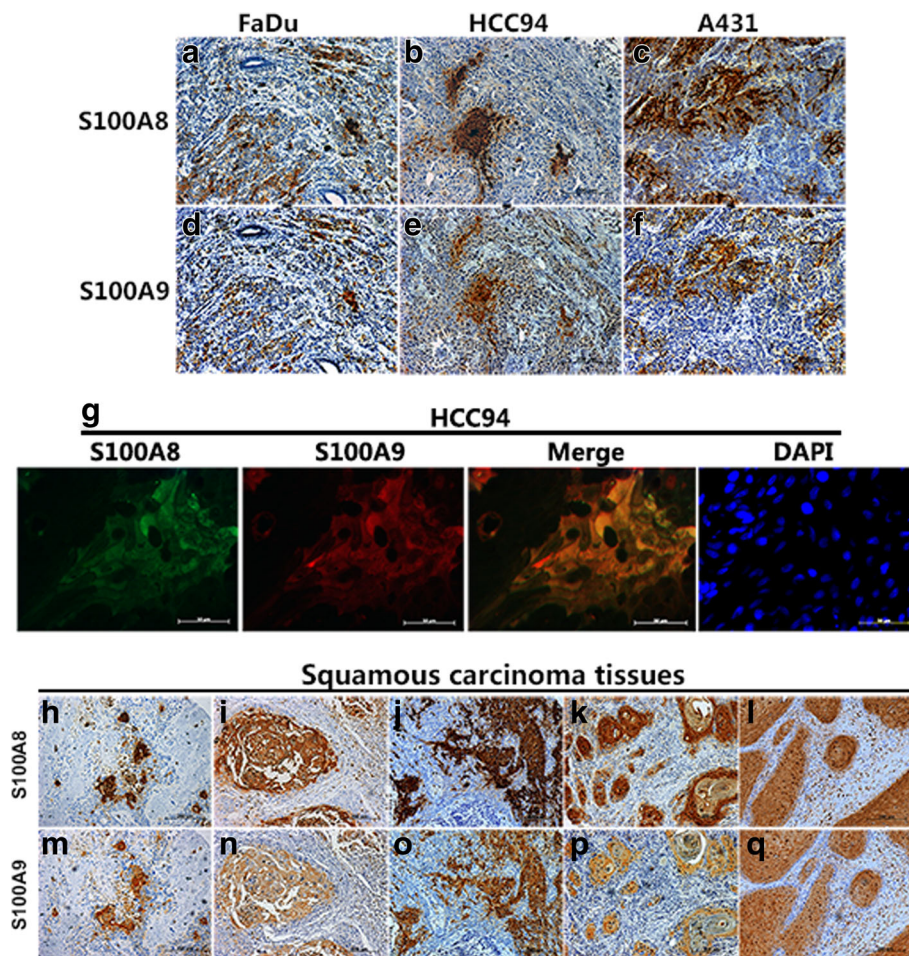 FaDu HCC94 A431
S100A8 a b c
S100A9 d e f
g
HCC94
S100A8 S100A9 Merge DAPI
Squamous carcinoma tissues
S100A8 h i j k l
S100A9 m n o p q